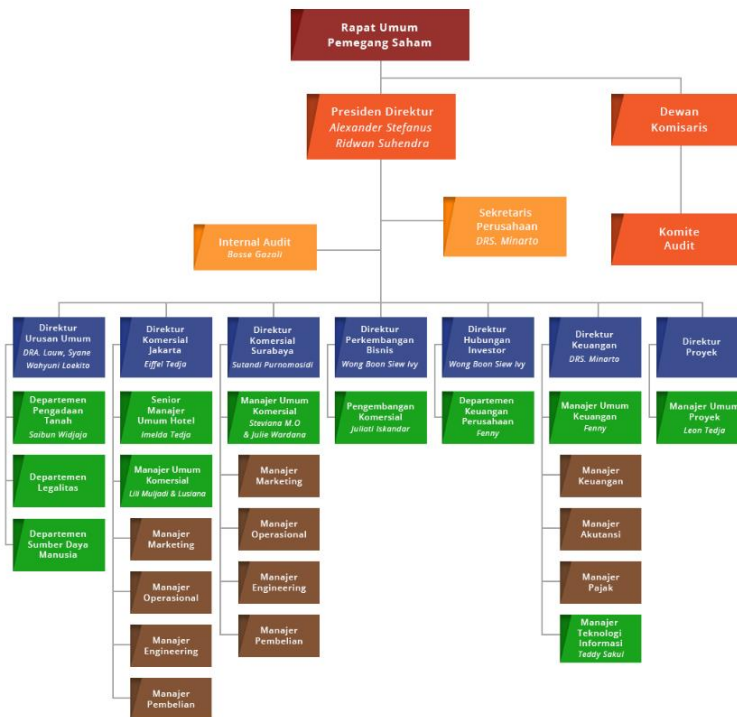 Rapat Umum
Pemegang Saham
Presiden Direktur
Alexander Stefanus
Ridwan Suhendra
Dewan
Komisaris
Sekretaris
Perusahaan
DRS. Minarto
Internal Audit
Bosse Gozali
Komite
Audit
Direktur
Urusan Umum
DRA. Lauw, Syane
Wahyuni Loekito
Direktur
Komersial
Jakarta
Eiffel Tedja
Direktur
Komersial
Surabaya
Sutandi Purnomosidi
Direktur
Perkembangan
Bisnis
Wong Boon Siew Ivy
Direktur
Hubungan
Investor
Wong Boon Siew Ivy
Direktur
Keuangan
DRS. Minarto
Direktur
Proyek
Departemen
Pengadaan
Tanah
Saibun Widjaja
Senior
Manajer
Umum Hotel
Imelda Tedja
Manajer Umum
Komersial
Steviana M.O
& Julie Wardana
Pengembangan
Komersial
Juliati Iskandar
Departemen
Keuangan
Perusahaan
Fenny
Manajer Umum
Keuangan
Fenny
Manajer Umum
Proyek
Leon Tedja
Departemen
Legalitas
Manajer Umum
Komersial
Lili Muljadi & Lusiana
Manajer
Marketing
Manajer
Keuangan
Departemen
Sumber Daya
Manusia
Manajer
Marketing
Manajer
Operasional
Manajer
Akutansi
Manajer
Operasional
Manajer
Engineering
Manajer
Pajak
Manajer
Engineering
Manajer
Pembelian
Manajer
Teknologi
Informasi
Teddy Sakul
Manajer
Pembelian